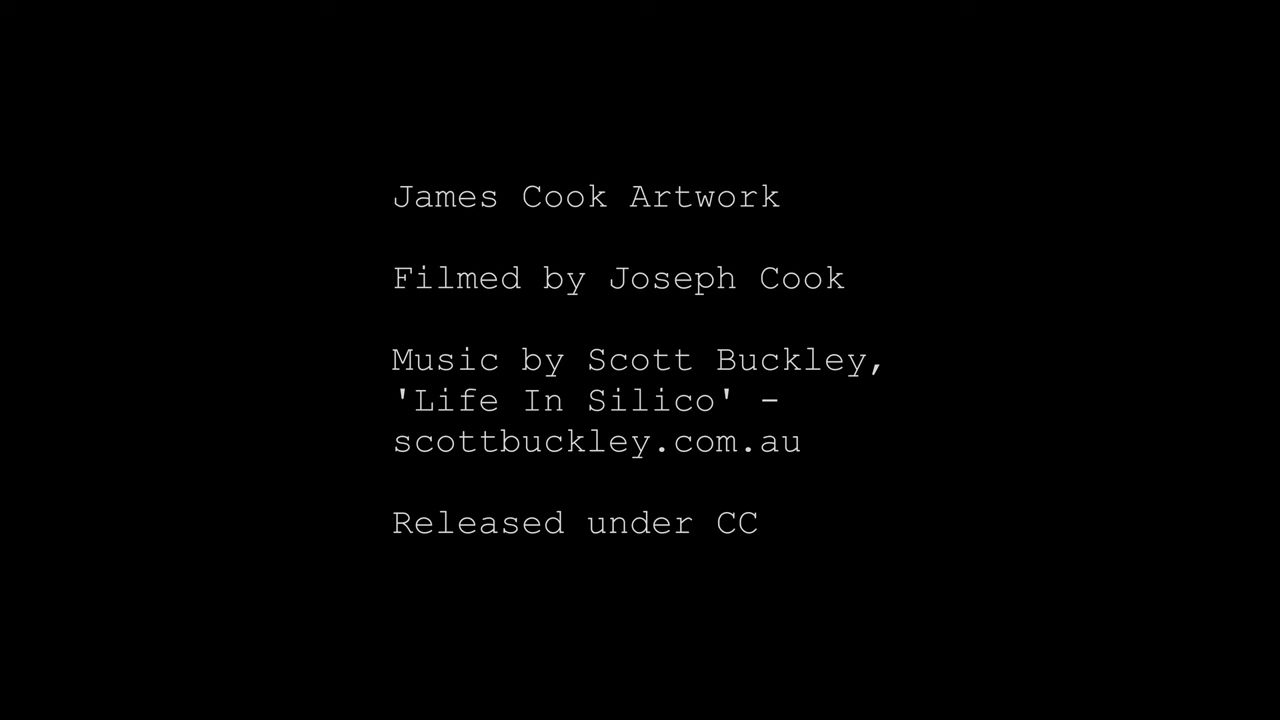 James Cook Artwork
Filmed by Joseph Cook
Music by Scott Buckley,
'Life In Silico' -
scottbuckley.com.au
Released under CC